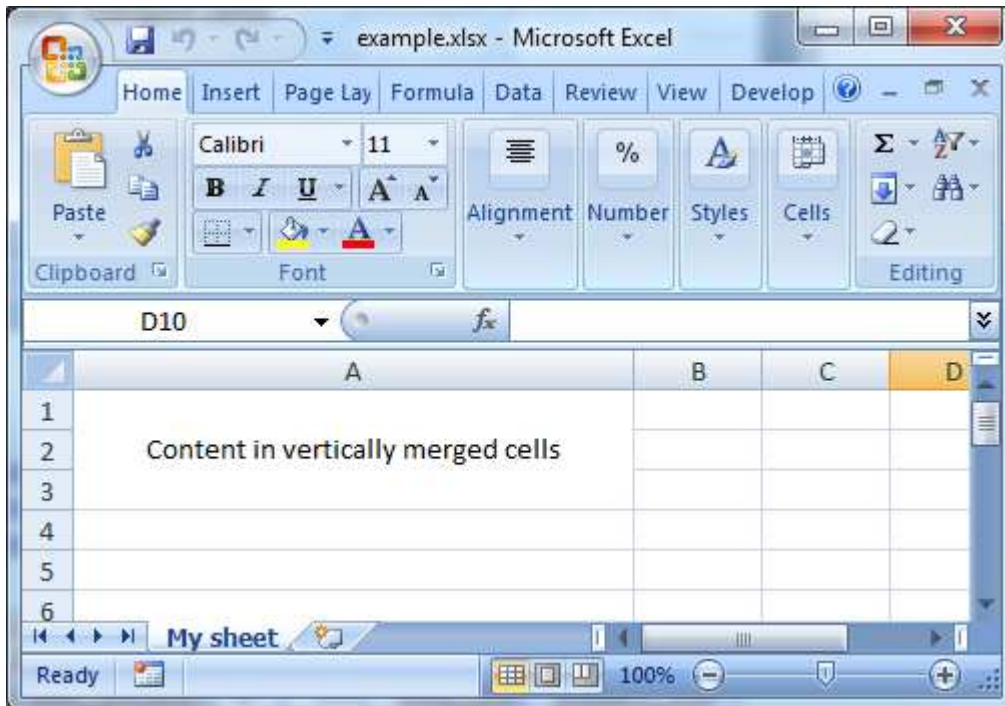 example.xlsx - Microsoft Excel
Home Insert Page Lay Formula Data Review View Develop
Calibri 11
B I U A A
% A
Σ
A
Z
Paste
Alignment Number Styles Cells
A
Clipboard Font Editing
D10 fx
A B C D
1
2 Content in vertically merged cells
3
4
5
6
My sheet
Ready 100%